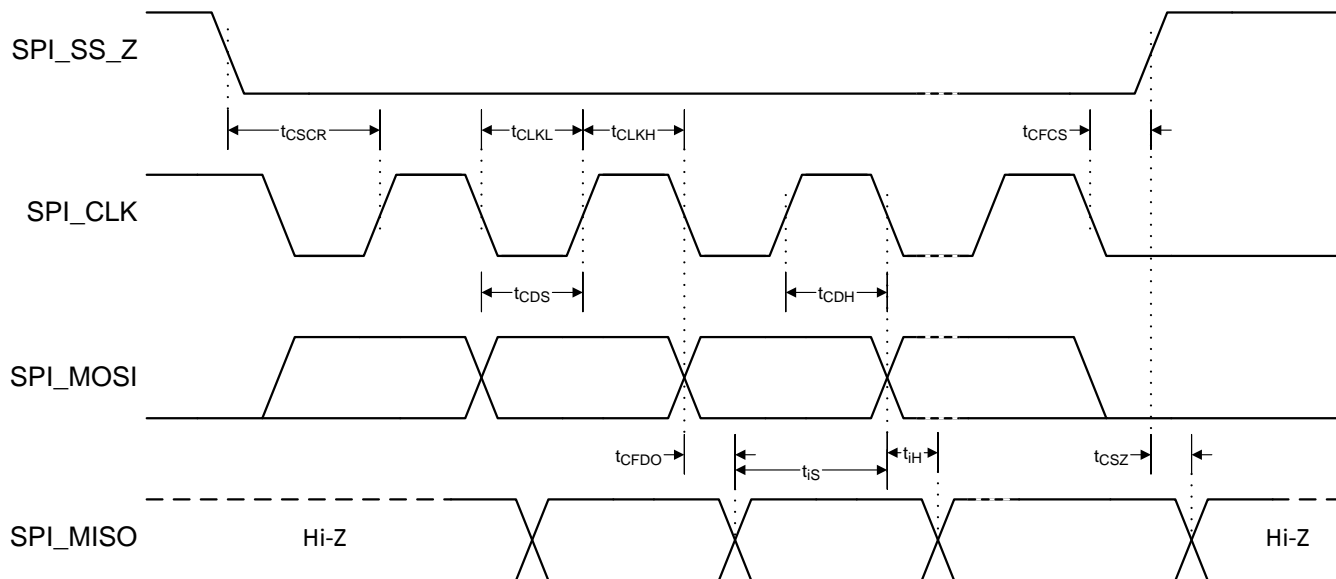 SPI_SS_Z
tCSCR
tCLKL
tCLKH
tCFCS
SPI_CLK
tCDS
tCDH
SPI_MOSI
tCFDO
tiS
tiH
tCSZ
SPI_MISO
Hi-Z
Hi-Z